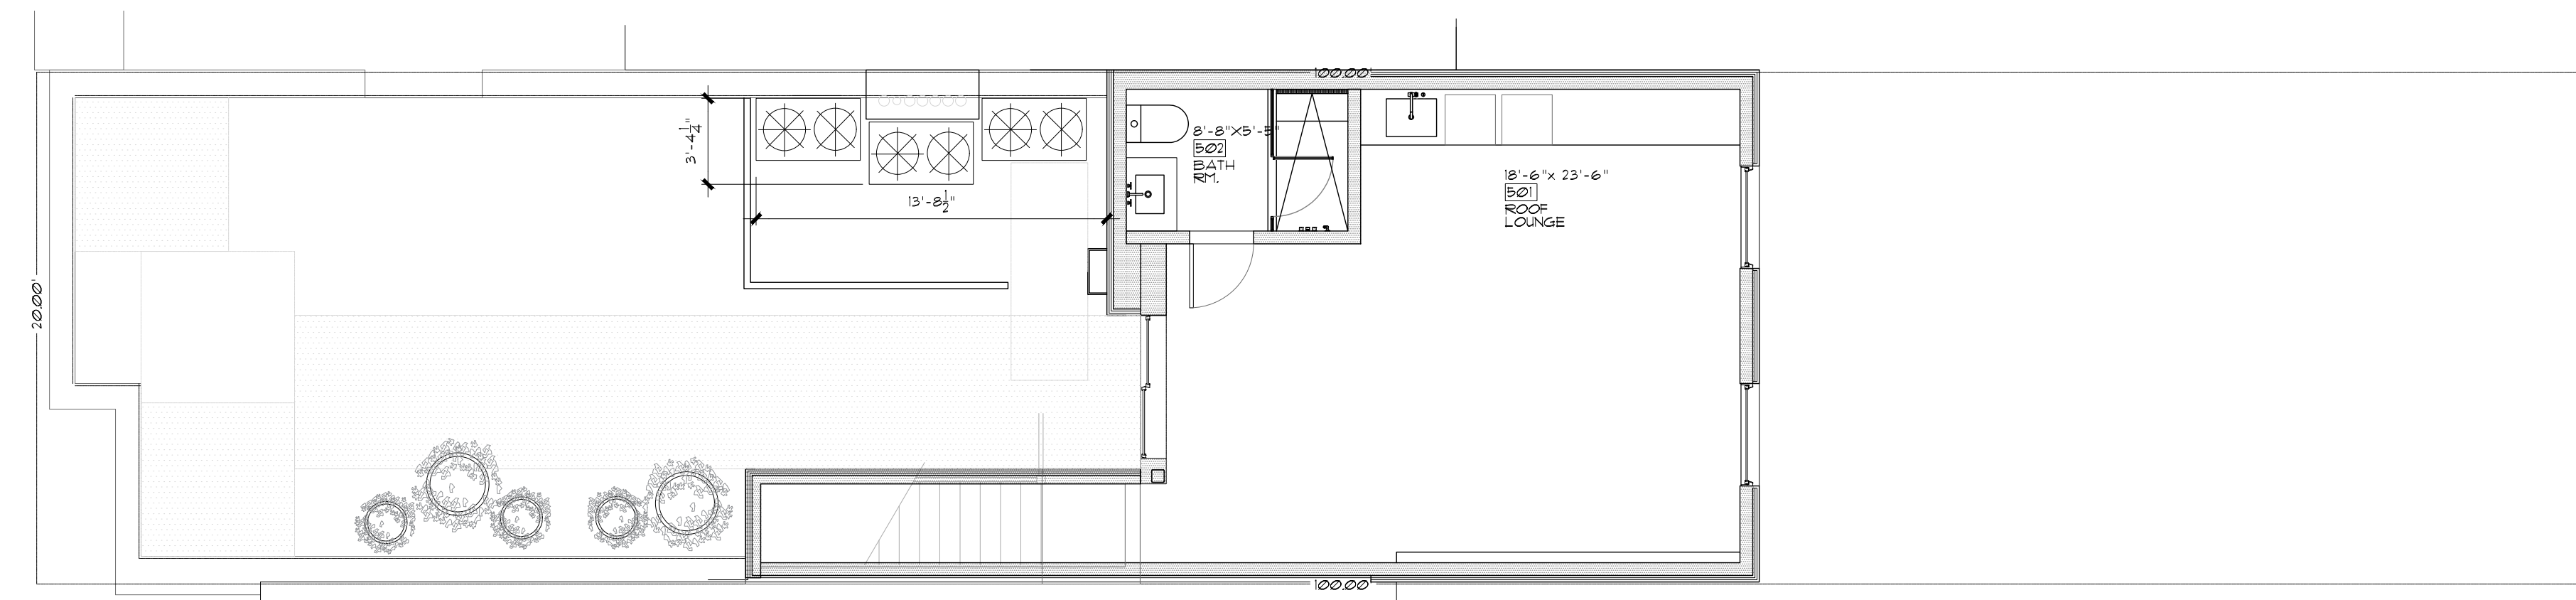 100.00'
3'-4 1/4"
8'-8"X5'-5"
502
BATH
RM.
18'-6"x 23'-6"
501
ROOF
LOUNGE
13'-8 1/2"
20.00'
100.00'